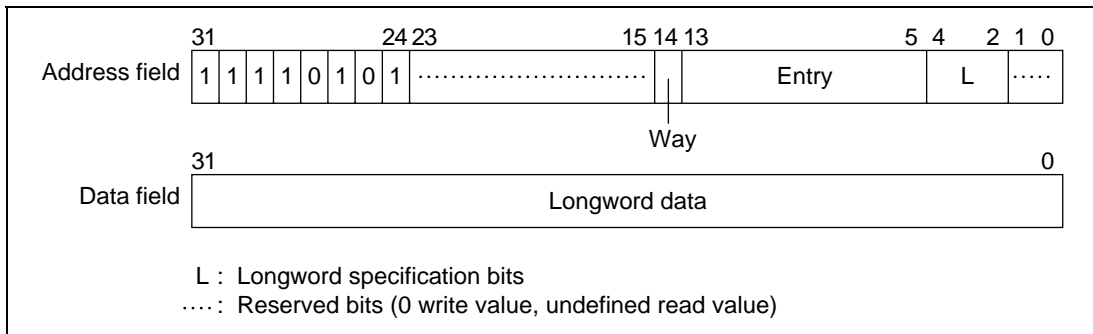 31 24 23 15 14 13 5 4 2 1 0
Address field 1 1 1 1 0 1 0 1 Entry L
Way
31 0
Data field Longword data
L : Longword specification bits
···· : Reserved bits (0 write value, undefined read value)